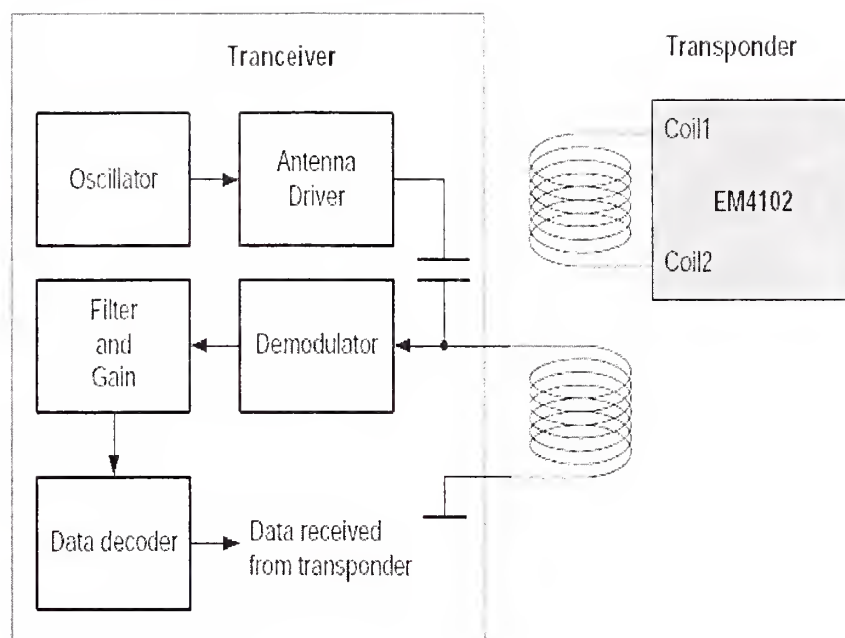 Tranceiver
Transponder
Oscillator
Antenna
Driver
Coil1
EM4102
Coil2
Filter
and
Gain
Demodulator
Data decoder
Data received
from transponder